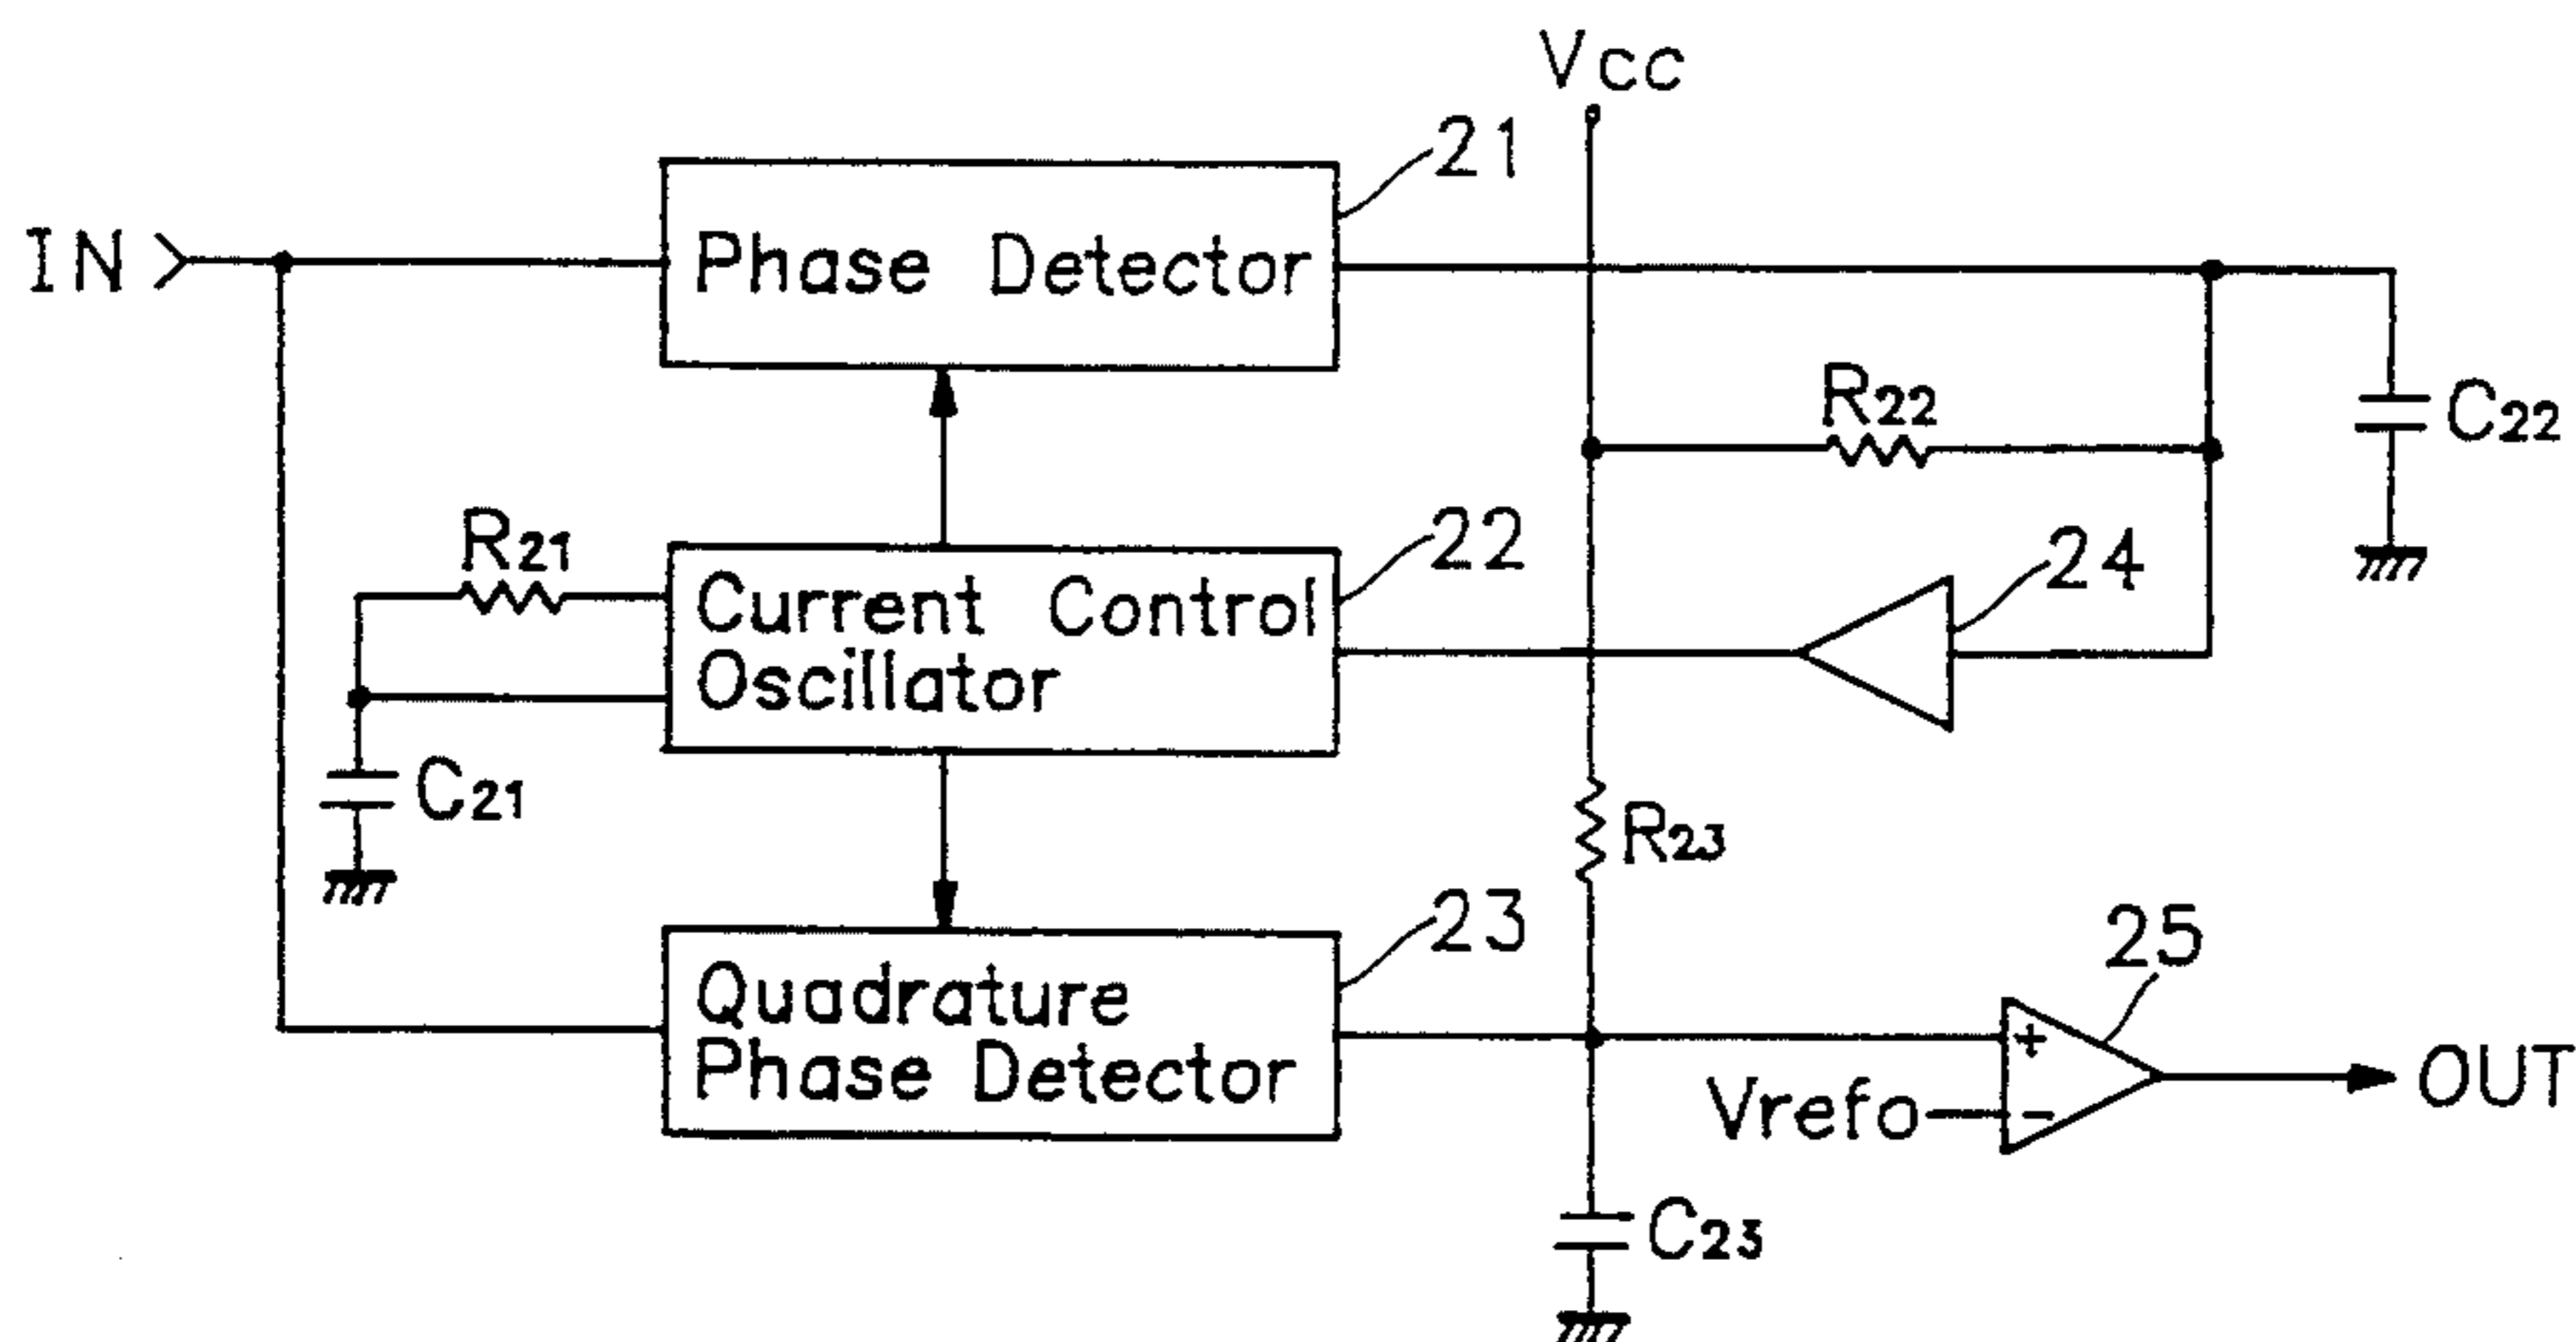 Vcc
21
IN
Phase Detector
R22
C22
R21
22
24
Current Control
Oscillator
C21
R23
23
25
Quadrature
Phase Detector
+
Vrefo
-
OUT
C23